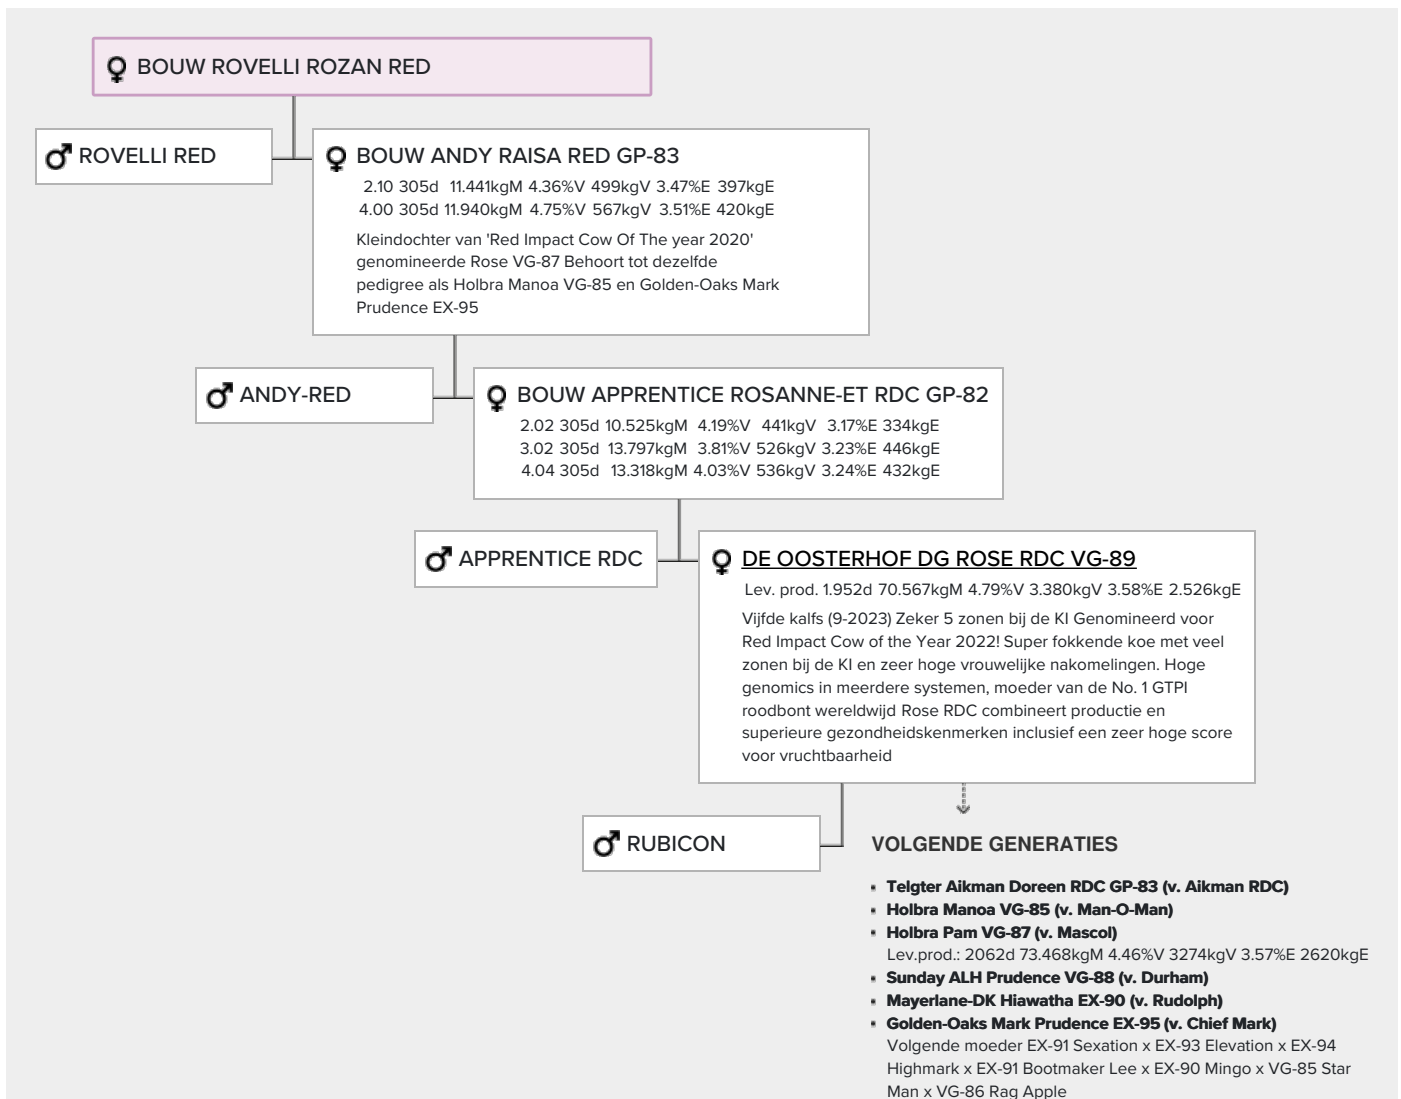 BOUW ROVELLI ROZAN RED
ROVELLI RED
BOUW ANDY RAISA RED GP-83
2.10 305d 11.441kgM 4.36%V 499kgV 3.47%E 397kgE
4.00 305d 11.940kgM 4.75%V 567kgV 3.51%E 420kgE
Kleindochter van 'Red Impact Cow Of The year 2020'
genomineerde Rose VG-87 Behoort tot dezelfde
pedigree als Holbra Manoa VG-85 en Golden-Oaks Mark
Prudence EX-95
ANDY-RED
BOUW APPRENTICE ROSANNE-ET RDC GP-82
2.02 305d 10.525kgM 4.19%V 441kgV 3.17%E 334kgE
3.02 305d 13.797kgM 3.81%V 526kgV 3.23%E 446kgE
4.04 305d 13.318kgM 4.03%V 536kgV 3.24%E 432kgE
APPRENTICE RDC
DE OOSTERHOF DG ROSE RDC VG-89
Lev. prod. 1.952d 70.567kgM 4.79%V 3.380kgV 3.58%E 2.526kgE
Vijfde kalfs (9-2023) Zeker 5 zonen bij de KI Genomineerd voor
Red Impact Cow of the Year 2022! Super fokkende koe met veel
zonen bij de KI en zeer hoge vrouwelijke nakomelingen. Hoge
genomics in meerdere systemen, moeder van de No. 1 GTPI
roodbont wereldwijd Rose RDC combineert productie en
superieure gezondheidskenmerken inclusief een zeer hoge score
voor vruchtbaarheid
RUBICON
VOLGENDE GENERATIES
Telgter Aikman Doreen RDC GP-83 (v. Aikman RDC)
Holbra Manoa VG-85 (v. Man-O-Man)
Holbra Pam VG-87 (v. Mascol)
Lev.prod.: 2062d 73.468kgM 4.46%V 3274kgV 3.57%E 2620kgE
Sunday ALH Prudence VG-88 (v. Durham)
Mayerlane-DK Hiawatha EX-90 (v. Rudolph)
Golden-Oaks Mark Prudence EX-95 (v. Chief Mark)
Volgende moeder EX-91 Sexation x EX-93 Elevation x EX-94
Highmark x EX-91 Bootmaker Lee x EX-90 Mingo x VG-85 Star
Man x VG-86 Rag Apple